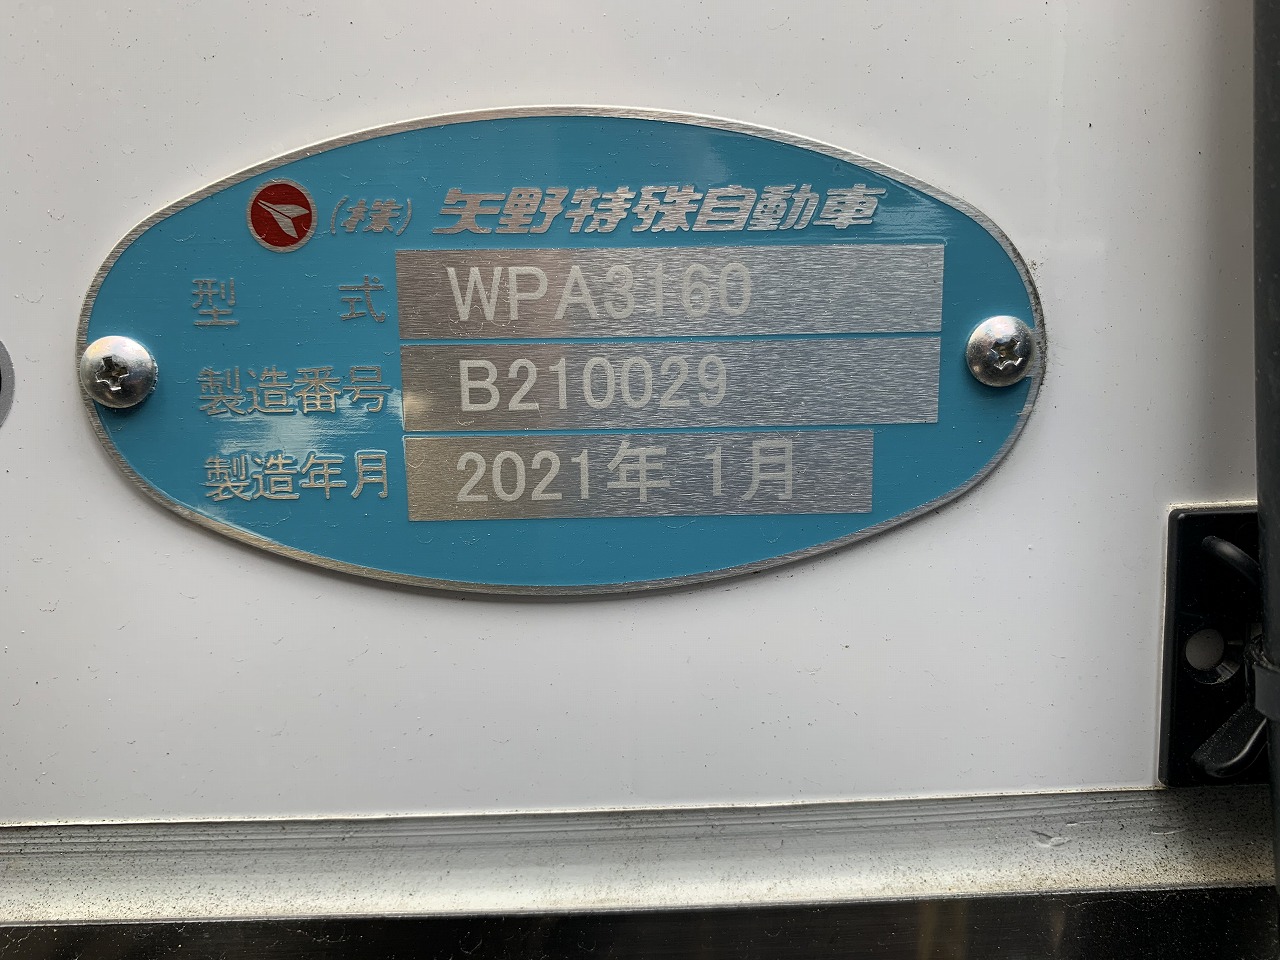 (株) 矢野特殊自動車
型式 WPA3160
製造番号 B210029
製造年月 2021年 1月